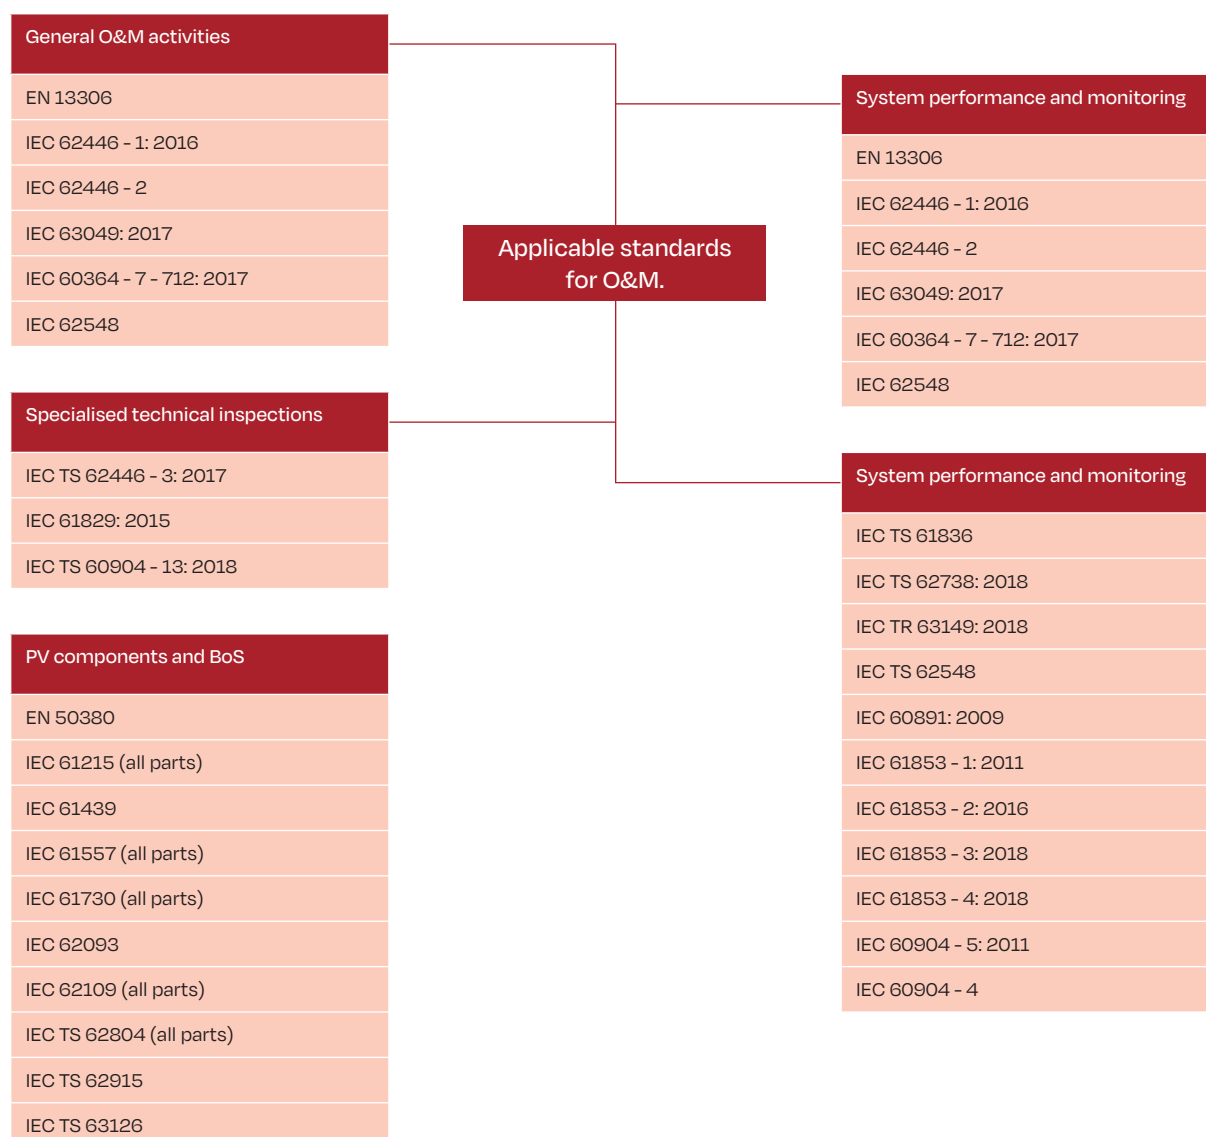 General O&M activities
EN 13306
IEC 62446 - 1: 2016
IEC 62446 - 2
IEC 63049: 2017
IEC 60364 - 7 - 712: 2017
IEC 62548
Specialised technical inspections
IEC TS 62446 - 3: 2017
IEC 61829: 2015
IEC TS 60904 - 13: 2018
PV components and BoS
EN 50380
IEC 61215 (all parts)
IEC 61439
IEC 61557 (all parts)
IEC 61730 (all parts)
IEC 62093
IEC 62109 (all parts)
IEC TS 62804 (all parts)
IEC TS 62915
IEC TS 63126
Applicable standards
for O&M.
System performance and monitoring
EN 13306
IEC 62446 - 1: 2016
IEC 62446 - 2
IEC 63049: 2017
IEC 60364 - 7 - 712: 2017
IEC 62548
System performance and monitoring
IEC TS 61836
IEC TS 62738: 2018
IEC TR 63149: 2018
IEC TS 62548
IEC 60891: 2009
IEC 61853 - 1: 2011
IEC 61853 - 2: 2016
IEC 61853 - 3: 2018
IEC 61853 - 4: 2018
IEC 60904 - 5: 2011
IEC 60904 - 4